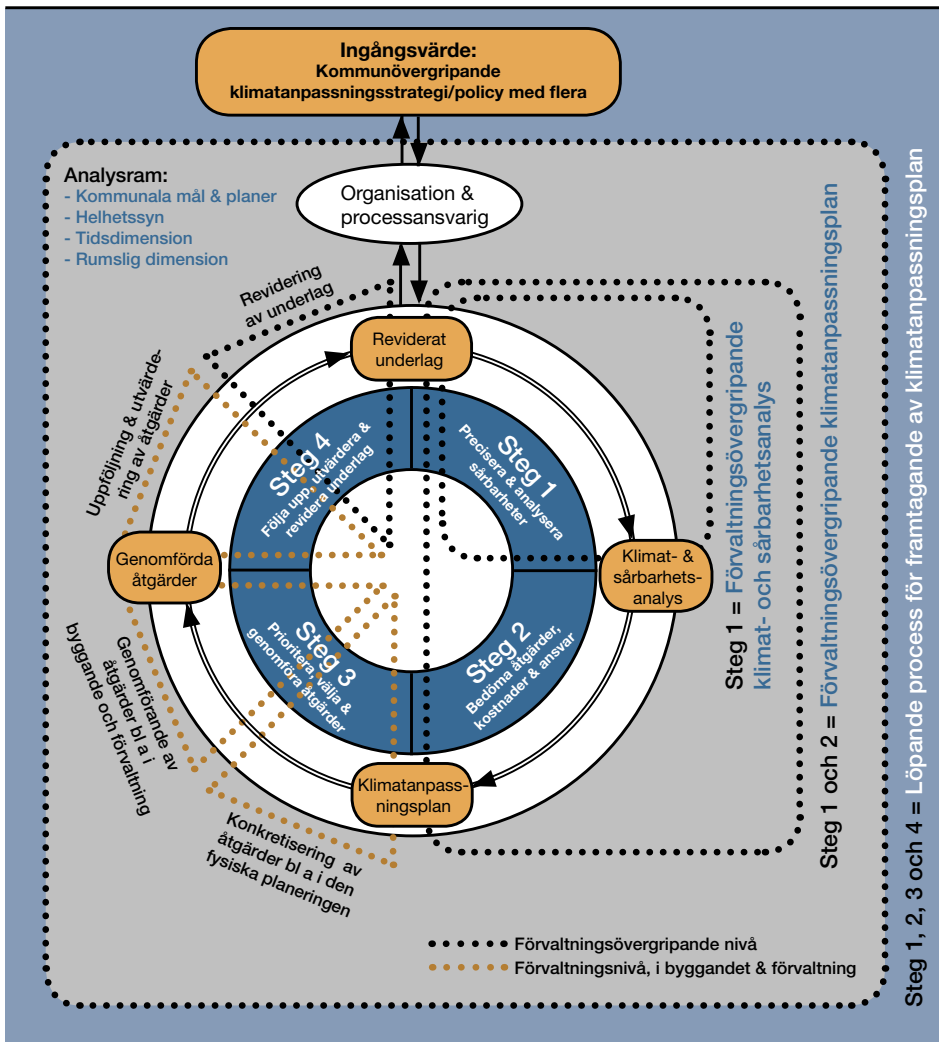 Ingångsvärde:
Kommunövergripande
klimatanpassningsstrategi/policy med flera
Analysram:
- Kommunala mål & planer
- Helhetssyn
- Tidsdimension
- Rumslig dimension
Organisation &
processansvarig
Revidering
av underlag
Reviderat
underlag
Uppföljning & utvärde-
ring av åtgärder
Steg 4
Följa upp, utvärdera &
revidera underlag
Steg 1
Precisera & analysera
sårbarheter
Genomförda
åtgärder
Klimat- &
sårbarhets-
analys
Steg 3
Prioritera, välja &
genomföra åtgärder
Steg 2
Bedöma åtgärder,
kostnader & ansvar
Genomförande av
åtgärder bl a i
byggande och förvaltning
Klimatanpass-
ningsplan
Konkretisering av
åtgärder bl a i den
fysiska planeringen
Steg 1 = Förvaltningsövergripande
klimat- och sårbarhetsanalys
Steg 1 och 2 = Förvaltningsövergripande klimatanpassningsplan
Steg 1, 2, 3 och 4 = Löpande process för framtagande av klimatanpassningsplan
Förvaltningsövergripande nivå
Förvaltningsnivå, i byggandet & förvaltning